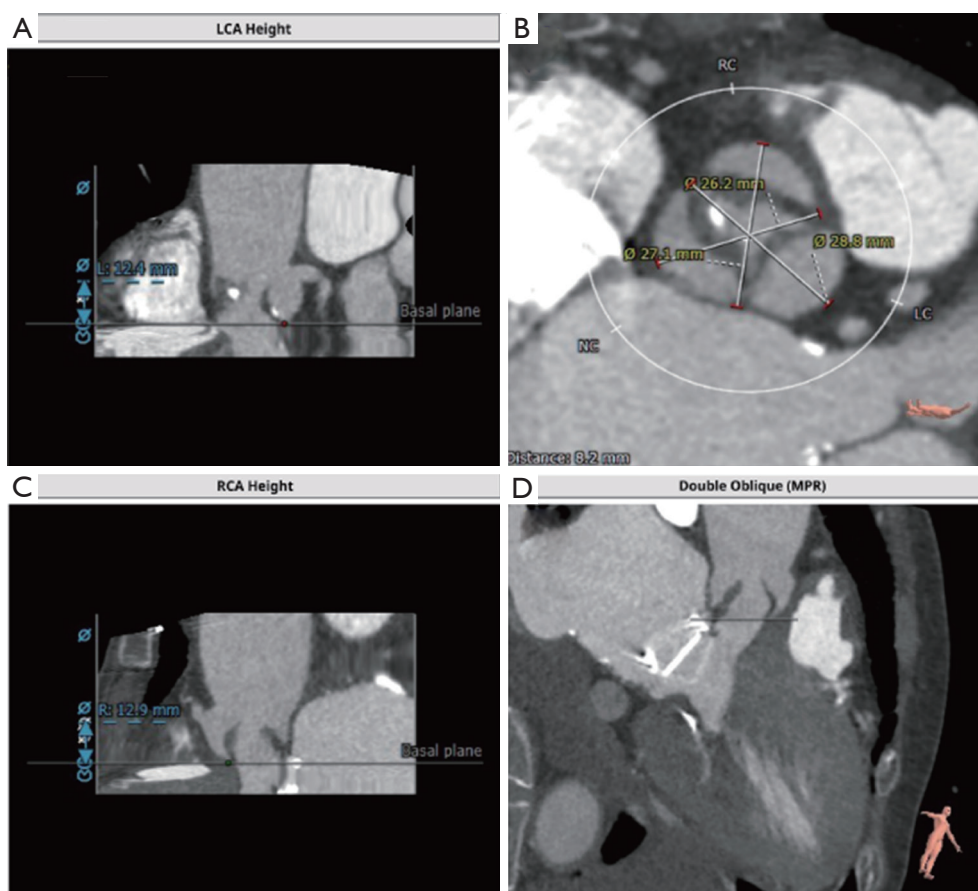 A
LCA Height
L: 12.4 mm
Basal plane
B
RC
Ø 26.2 mm
Ø 27.1 mm
Ø 28.8 mm
LC
NC
Distance: 8.2 mm
C
RCA Height
R: 12.9 mm
Basal plane
D
Double Oblique (MPR)